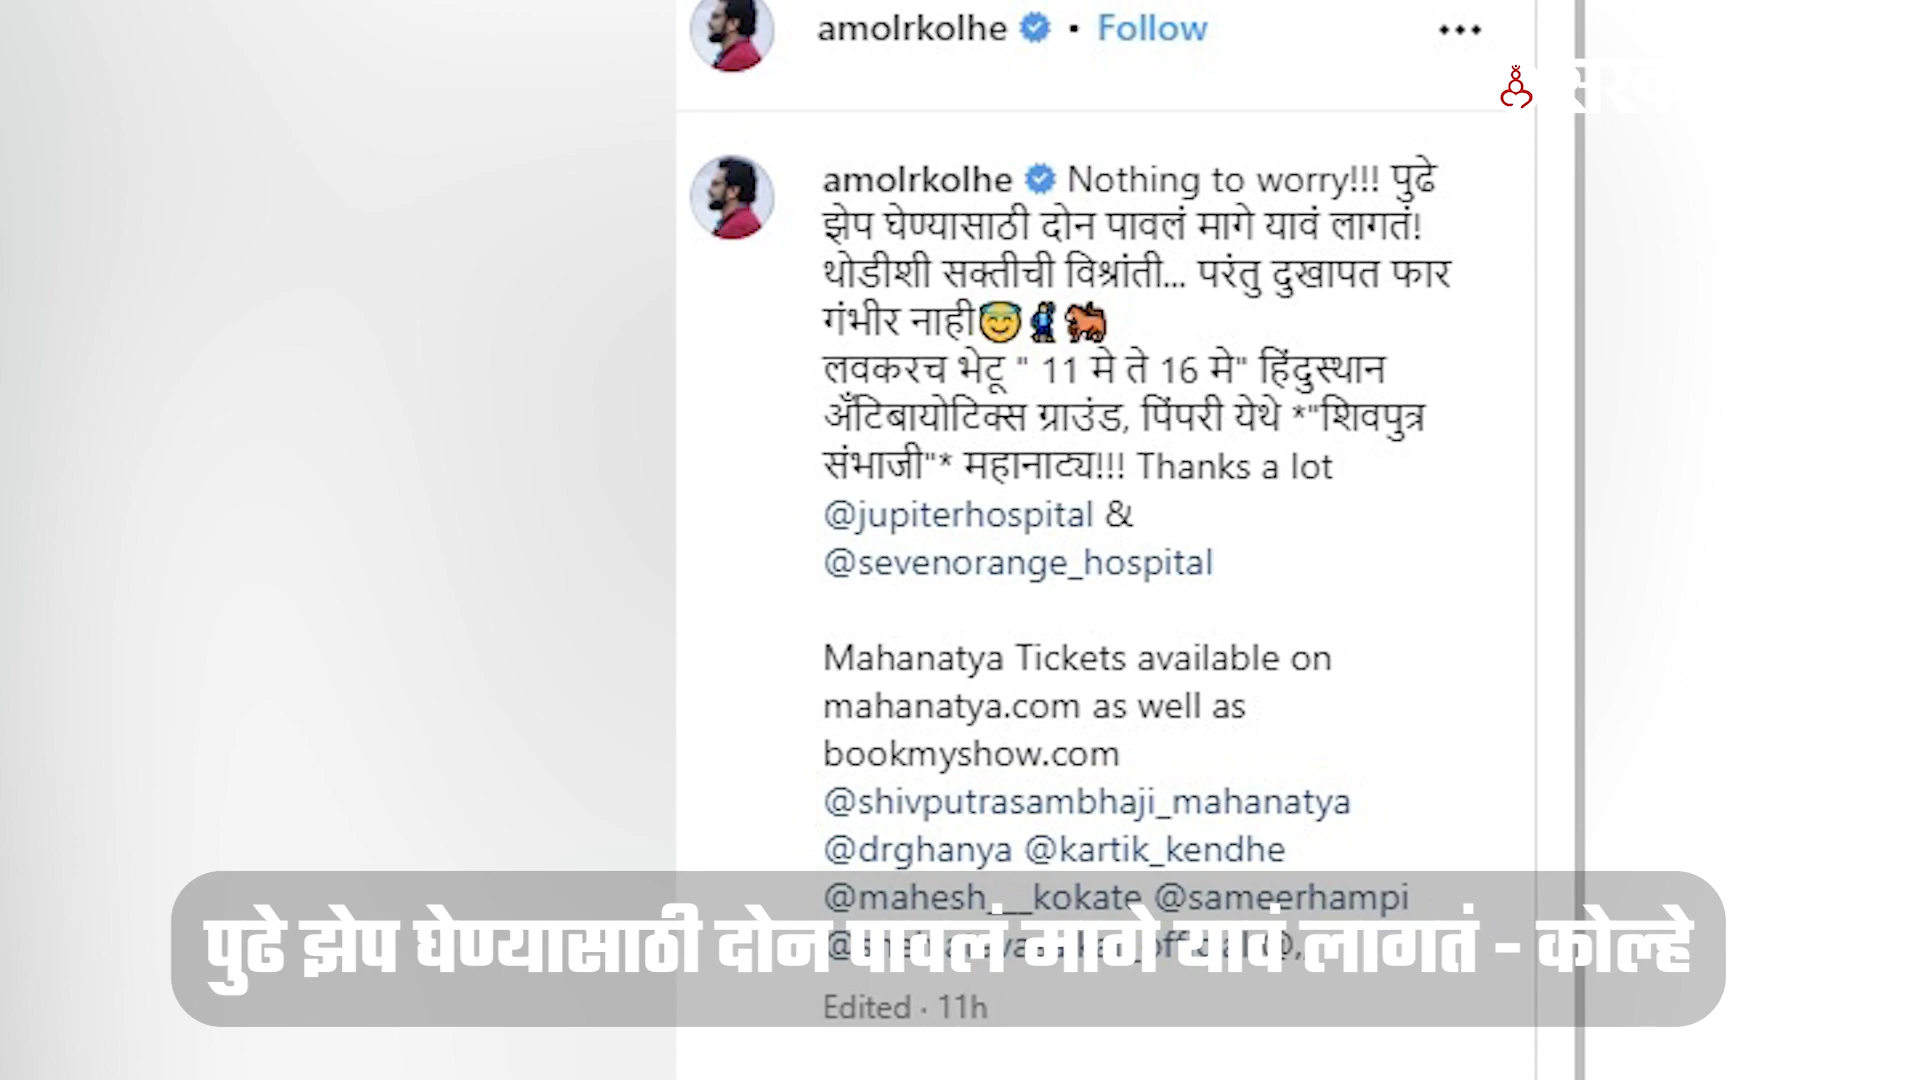 amolrkolhe • Follow
amolrkolhe Nothing to worry!!! पुढे
झेप घेण्यासाठी दोन पावलं मागे यावं लागतं!
थोडीशी सक्तीची विश्रांती... परंतु दुखापत फार
गंभीर नाही😇
लवकरच भेटू " 11 मे ते 16 मे" हिंदुस्थान
अँटिबायोटिक्स ग्राउंड, पिंपरी येथे *"शिवपुत्र
संभाजी"* महानाट्य!!! Thanks a lot
@jupiterhospital &
@sevenorange_hospital
Mahanatya Tickets available on
mahanatya.com as well as
bookmyshow.com
@shivputrasambhaji_mahanatya
@drghanya @kartik_kendhe
@mahesh___kokate @sameerhampi
पुढे झेप घेण्यासाठी दोन पावलं मागे यावं लागतं - कोल्हे
Edited · 11h